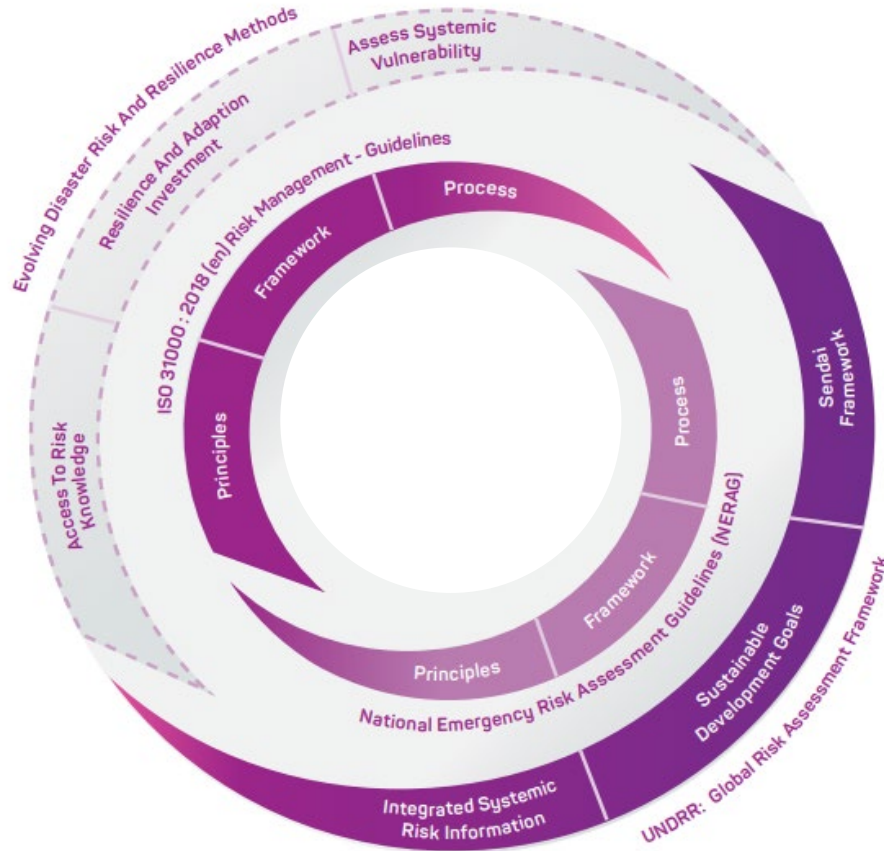 Evolving Disaster Risk And Resilience Methods
Assess Systemic
Vulnerability
Resilience And Adaption
Investment
Access To Risk
Knowledge
ISO 31000 : 2018 (en) Risk Management - Guidelines
Process
Framework
Principles
Process
Framework
Principles
National Emergency Risk Assessment Guidelines (NERAG)
Sendai
Framework
Sustainable
Development Goals
Integrated Systemic
Risk Information
UNDRR: Global Risk Assessment Framework